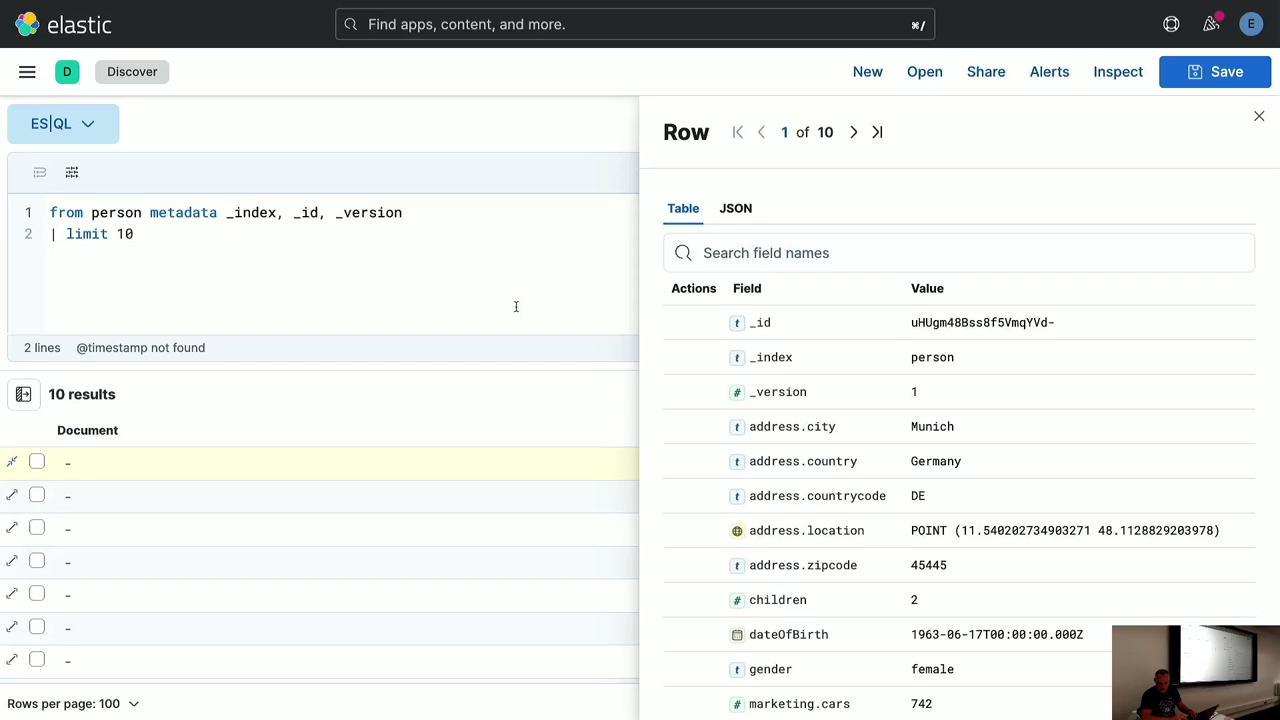 elastic
Find apps, content, and more.
⌘/
E
D
Discover
New
Open
Share
Alerts
Inspect
Save
ES|QL
1 from person metadata _index, _id, _version
2 | limit 10
2 lines @timestamp not found
10 results
Document
-
-
-
-
-
-
-
Rows per page: 100
Row 1 of 10
Table JSON
Search field names
Actions Field Value
t _id uHUgm48Bss8f5VmqYVd-
t _index person
# _version 1
t address.city Munich
t address.country Germany
t address.countrycode DE
address.location POINT (11.540202734903271 48.1128829203978)
t address.zipcode 45445
# children 2
dateOfBirth 1963-06-17T00:00:00.000Z
t gender female
# marketing.cars 742